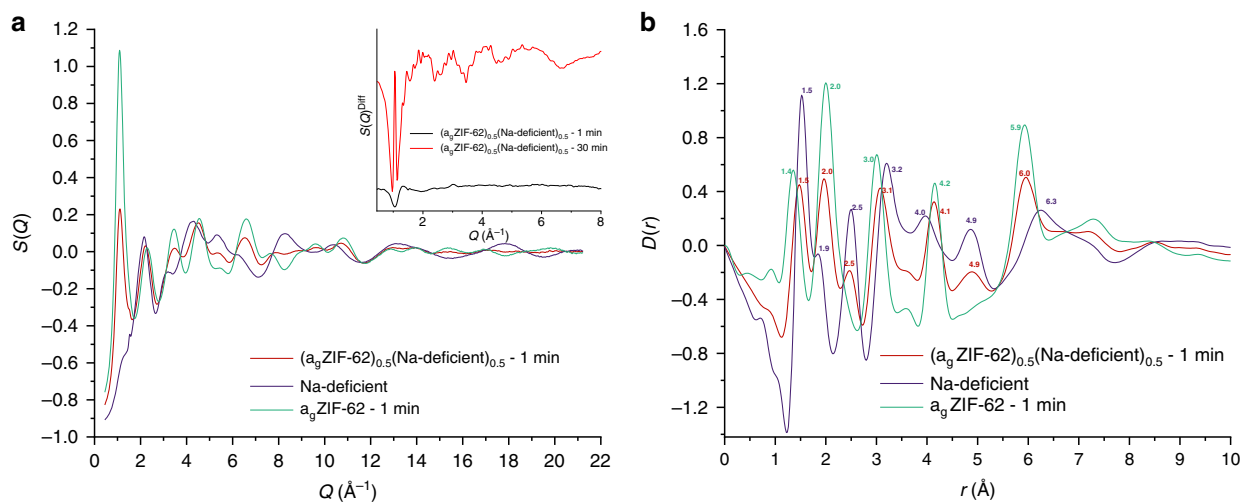 a
S(Q)
1.2
1.0
0.8
0.6
0.4
0.2
0.0
−0.2
−0.4
−0.6
−0.8
−1.0
0 2 4 6 8 10 12 14 16 18 20 22
Q (Å⁻¹)
(a_gZIF-62)₀.₅(Na-deficient)₀.₅ - 1 min
Na-deficient
a_gZIF-62 - 1 min
S(Q)^Diff
(a_gZIF-62)₀.₅(Na-deficient)₀.₅ - 1 min
(a_gZIF-62)₀.₅(Na-deficient)₀.₅ - 30 min
2 4 6 8
Q (Å⁻¹)
b
D(r)
1.6
1.2
0.8
0.4
0.0
−0.4
−0.8
−1.2
0 1 2 3 4 5 6 7 8 9 10
r (Å)
1.4
1.5
1.5
1.9
2.0
2.0
2.5
2.5
3.0
3.1
3.2
4.0
4.2
4.1
4.9
4.9
5.9
6.0
6.3
(a_gZIF-62)₀.₅(Na-deficient)₀.₅ - 1 min
Na-deficient
a_gZIF-62 - 1 min